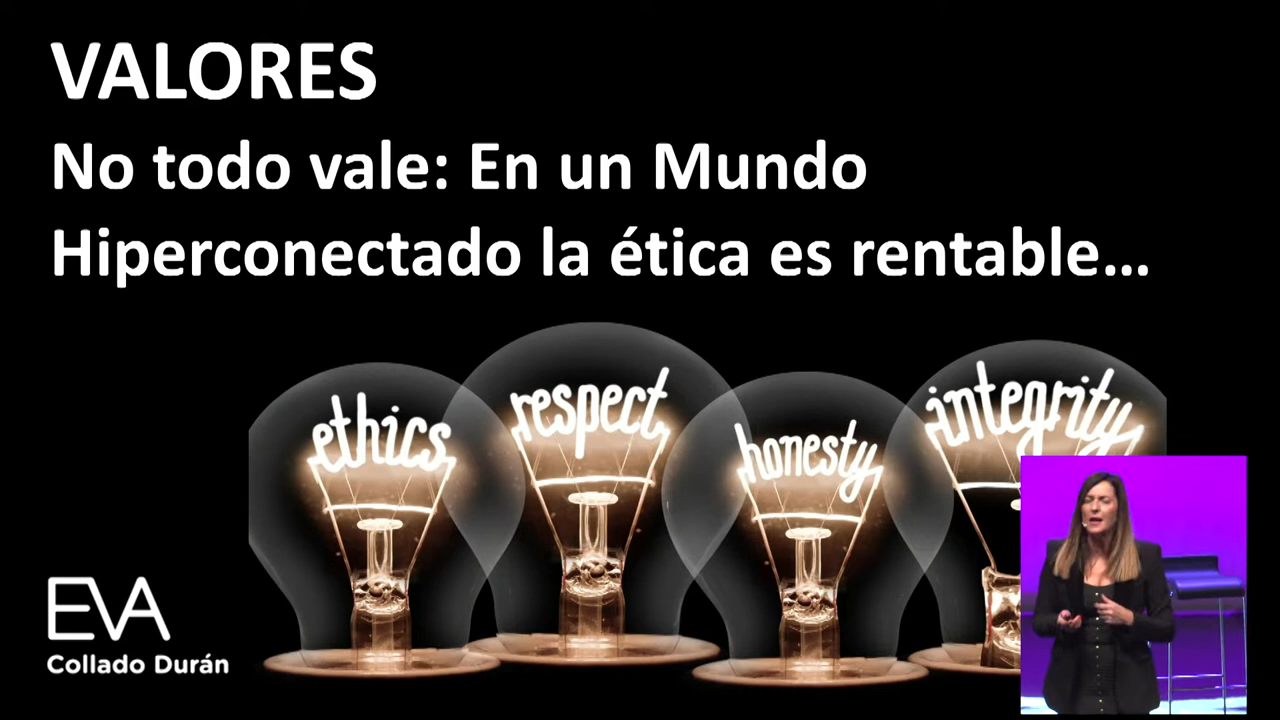 VALORES
No todo vale: En un Mundo
Hiperconectado la ética es rentable...
ethics
respect
honesty
integrity
EVA
Collado Durán